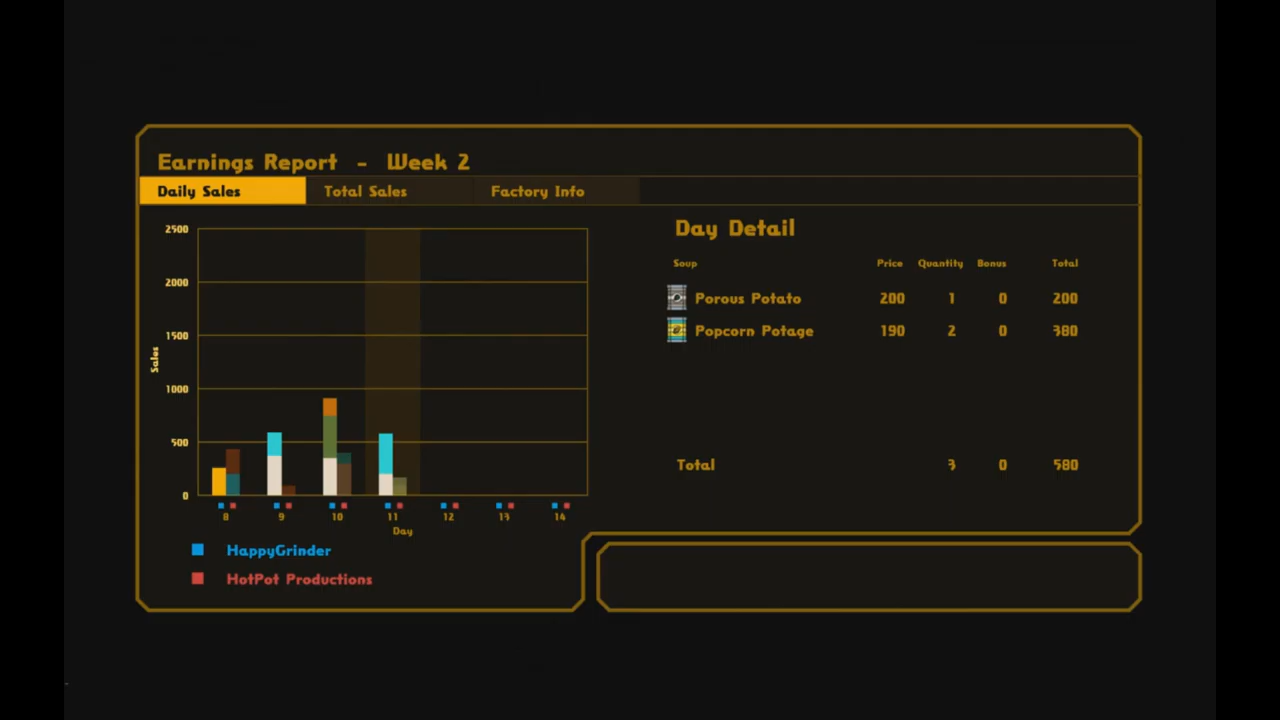 Earnings Report - Week 2
Daily Sales Total Sales Factory Info
2500
2000
1500
1000
500
0
Sales
8 9 10 11 12 13 14
Day
HappyGrinder
HotPot Productions
Day Detail
Soup Price Quantity Bonus Total
Porous Potato 200 1 0 200
Popcorn Potage 190 2 0 380
Total 3 0 580